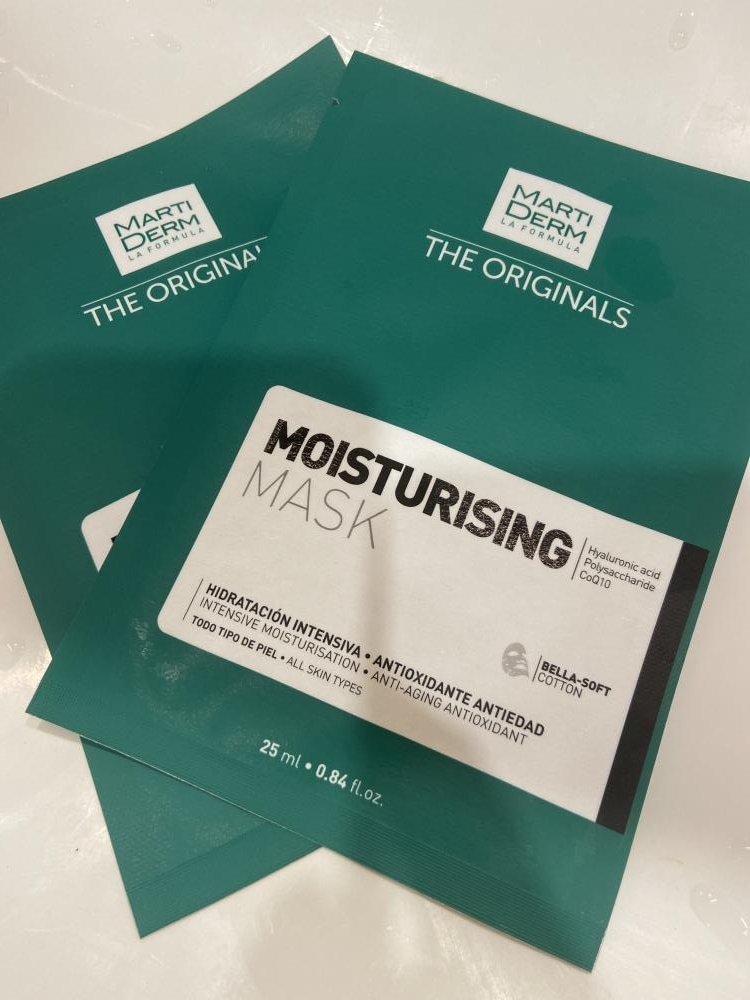 MARTI
DERM
LA FORMULA
THE ORIGINALS
MARTI
DERM
LA FORMULA
THE ORIGINA
MOISTURISING
MASK
Hyaluronic acid
Polysaccharide
CoQ10
HIDRATACIÓN INTENSIVA • ANTIOXIDANTE ANTIEDAD
INTENSIVE MOISTURISATION • ANTI-AGING ANTIOXIDANT
TODO TIPO DE PIEL • ALL SKIN TYPES
BELLA-SOFT
COTTON
25 ml • 0.84 fl.oz.